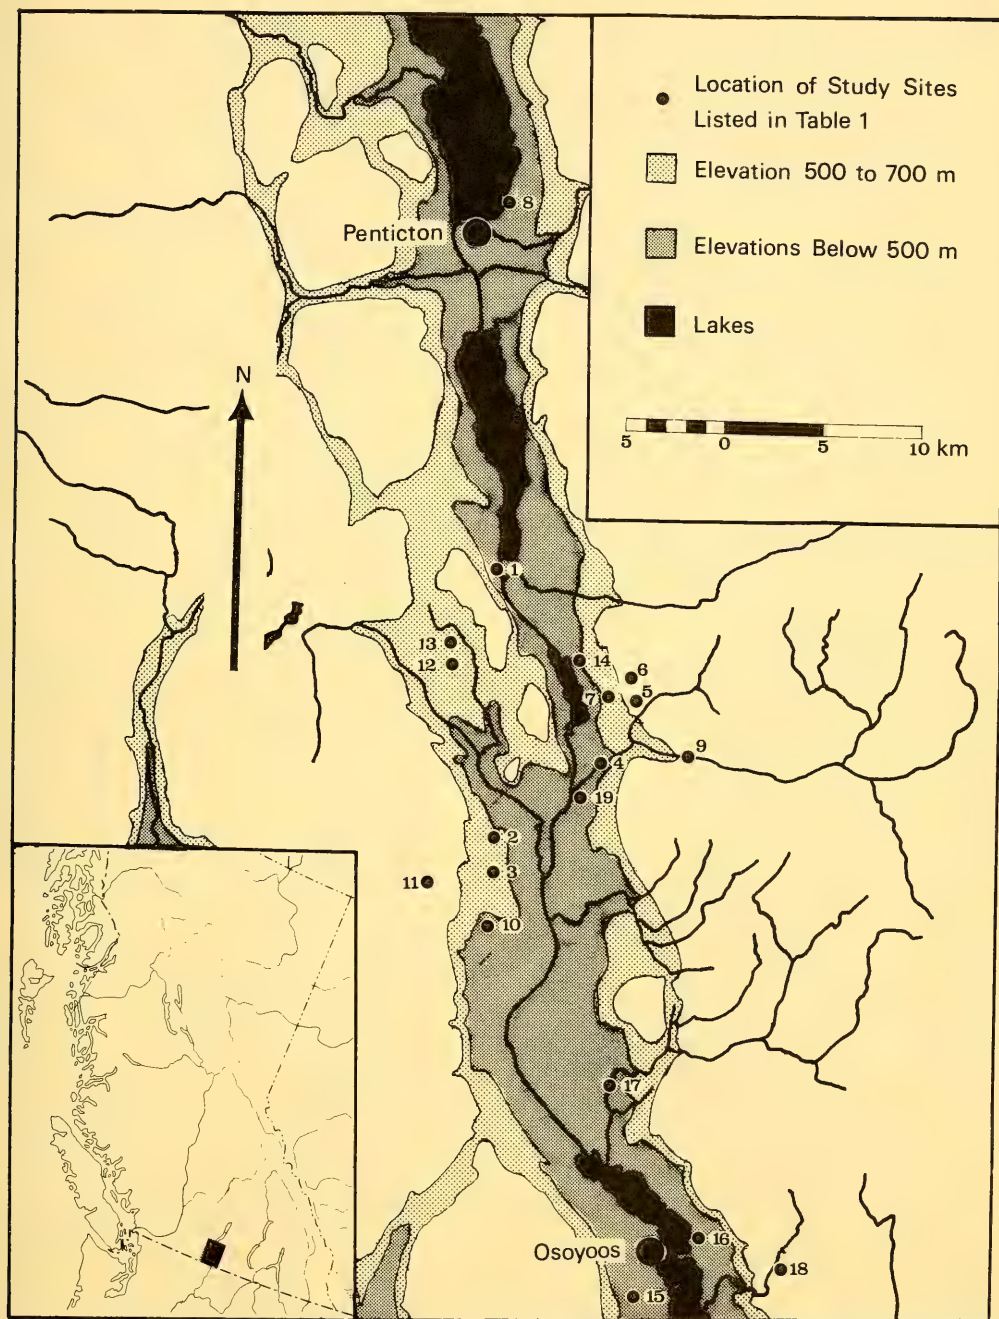 Location of Study Sites
Listed in Table 1
Elevation 500 to 700 m
Elevations Below 500 m
Lakes
5 0 5 10 km
8
Penticton
N
1
13
12
14
6
7
5
9
4
19
2
3
11
10
17
16
Osoyoos
18
15